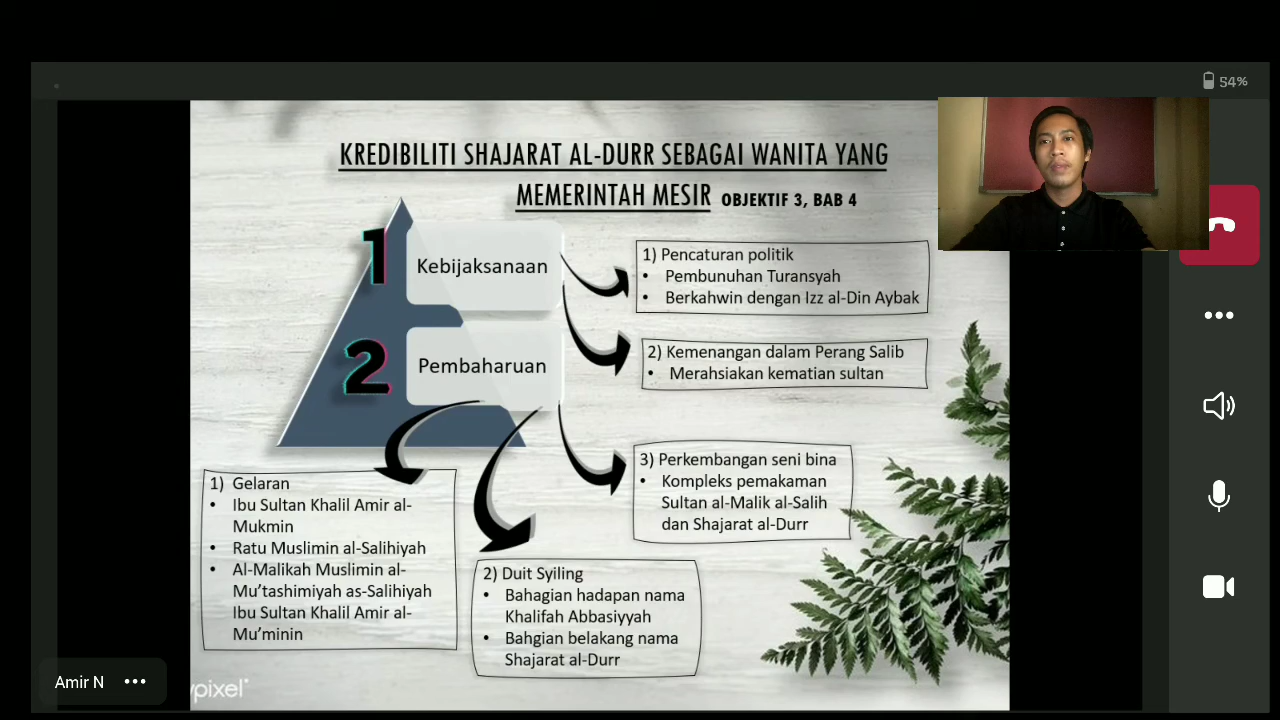 54%
KREDIBILITI SHAJARAT AL-DURR SEBAGAI WANITA YANG
MEMERINTAH MESIR OBJEKTIF 3, BAB 4
1
Kebijaksanaan
1) Pencaturan politik
• Pembunuhan Turansyah
• Berkahwin dengan Izz al-Din Aybak
2) Kemenangan dalam Perang Salib
• Merahsiakan kematian sultan
2
Pembaharuan
3) Perkembangan seni bina
• Kompleks pemakaman
Sultan al-Malik al-Salih
dan Shajarat al-Durr
1) Gelaran
• Ibu Sultan Khalil Amir al-
Mukmin
• Ratu Muslimin al-Salihiyah
• Al-Malikah Muslimin al-
Mu’tashimiyah as-Salihiyah
Ibu Sultan Khalil Amir al-
Mu’minin
2) Duit Syiling
• Bahagian hadapan nama
Khalifah Abbasiyyah
• Bahgian belakang nama
Shajarat al-Durr
Amir N
pixel